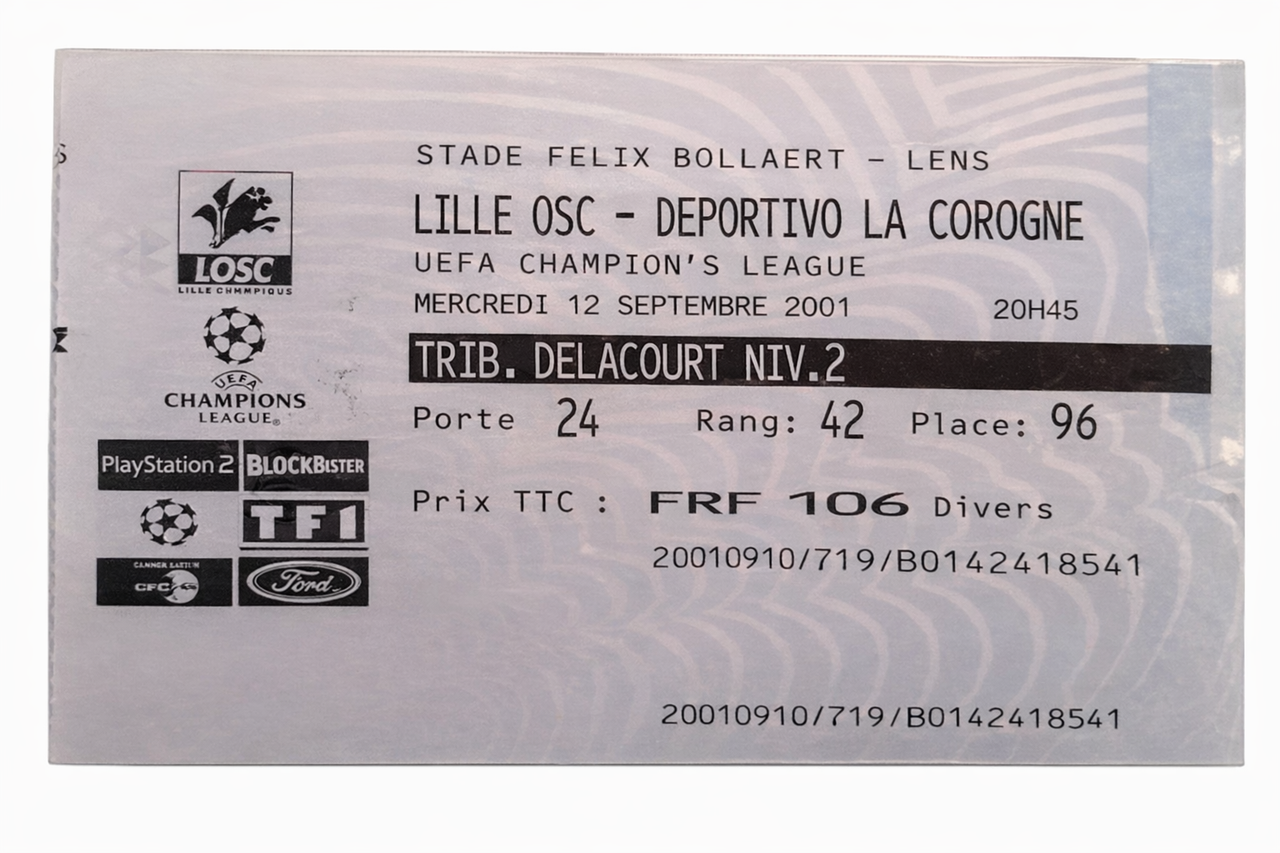 STADE FELIX BOLLAERT – LENS
LILLE OSC - DEPORTIVO LA COROGNE
UEFA CHAMPION'S LEAGUE
MERCREDI 12 SEPTEMBRE 2001 20H45
TRIB. DELACOURT NIV.2
Porte 24 Rang: 42 Place: 96
Prix TTC : FRF 106 Divers
20010910/719/B0142418541
20010910/719/B0142418541
LOSC
LILLE CHMMPIQUS
UEFA
CHAMPIONS
LEAGUE®
PlayStation 2 BLOCKBISTER
TF1
CFC Ford